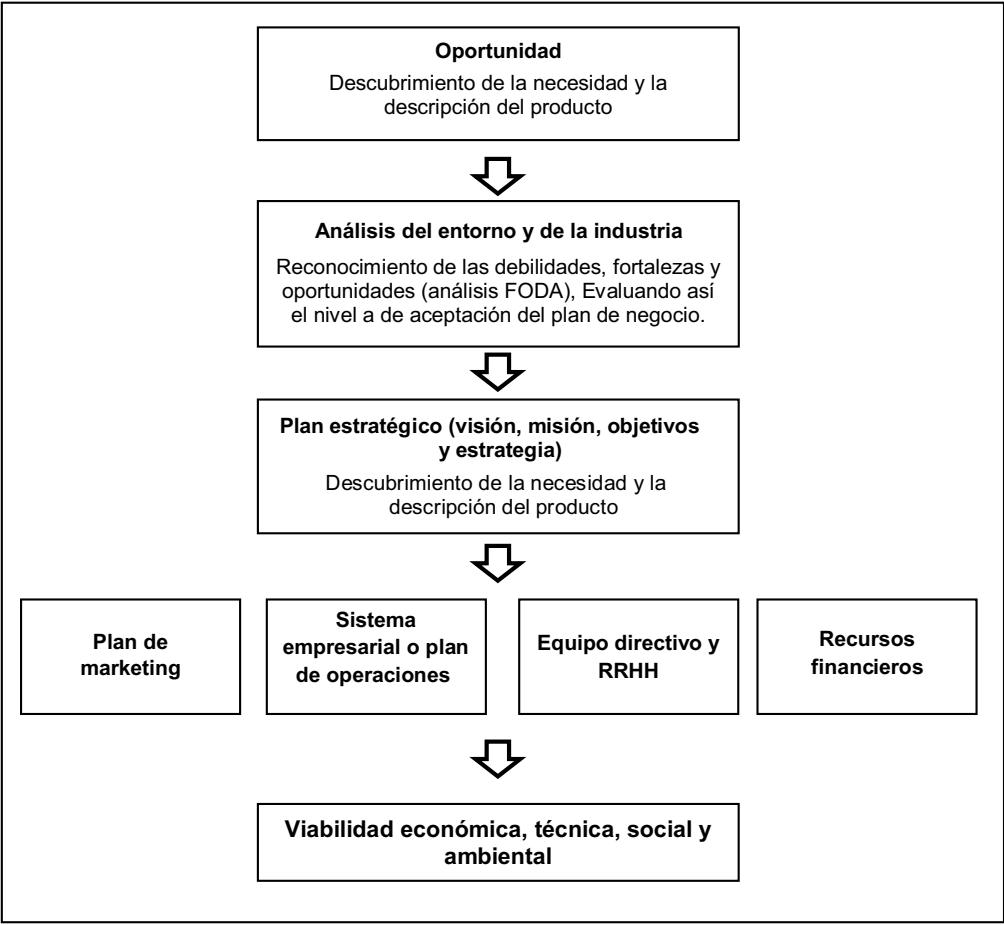 Oportunidad
Descubrimiento de la necesidad y la
descripción del producto
Análisis del entorno y de la industria
Reconocimiento de las debilidades, fortalezas y
oportunidades (análisis FODA), Evaluando así
el nivel a de aceptación del plan de negocio.
Plan estratégico (visión, misión, objetivos
y estrategia)
Descubrimiento de la necesidad y la
descripción del producto
Plan de
marketing
Sistema
empresarial o plan
de operaciones
Equipo directivo y
RRHH
Recursos
financieros
Viabilidad económica, técnica, social y
ambiental